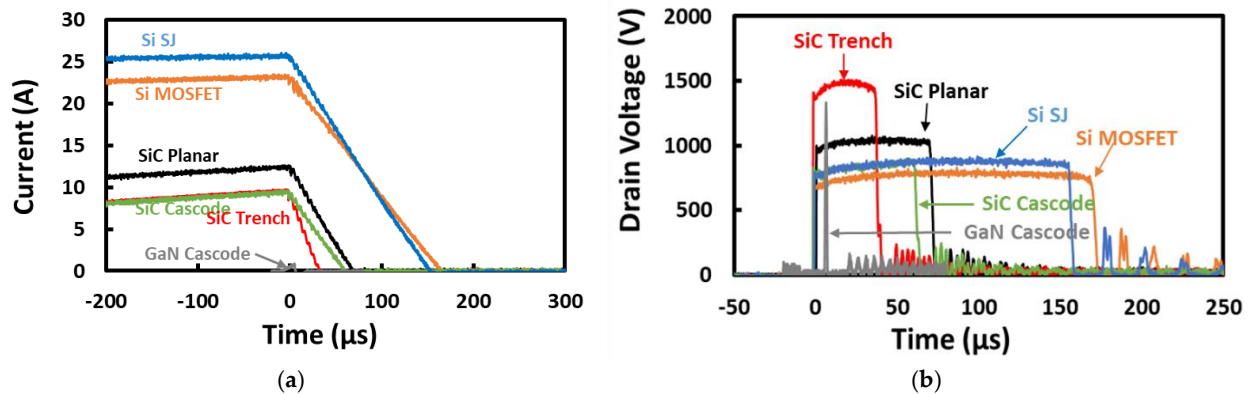 30
25
20
15
10
5
0
Current (A)
Si SJ
Si MOSFET
SiC Planar
SiC Cascode
SiC Trench
GaN Cascode
-200
-100
0
100
200
300
Time (µs)
(a)
2000
1500
1000
500
0
Drain Voltage (V)
SiC Trench
SiC Planar
Si SJ
Si MOSFET
SiC Cascode
GaN Cascode
-50
0
50
100
150
200
250
Time (µs)
(b)